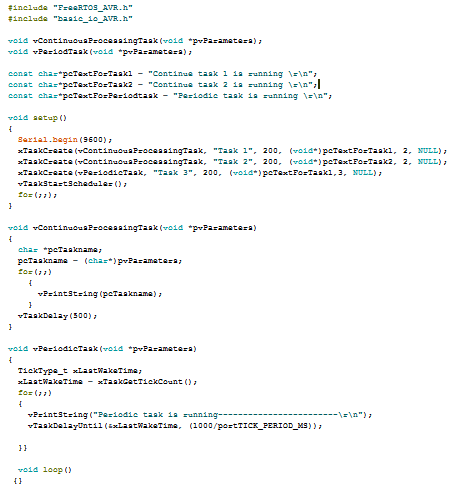 #include "FreeRTOS_AVR.h"
#include "basic_io_AVR.h"
void vContinuousProcessingTask(void *pvParameters);
void vPeriodTask(void *pvParameters);
const char*pcTextForTask1 = "Continue task 1 is running \r\n";
const char*pcTextForTask2 = "Continue task 2 is running \r\n";
const char*pcTextForPeriodtask = "Periodic task is running \r\n";
void setup()
{
Serial.begin(9600);
xTaskCreate(vContinuousProcessingTask, "Task 1", 200, (void*)pcTextForTask1, 2, NULL);
xTaskCreate(vContinuousProcessingTask, "Task 2", 200, (void*)pcTextForTask2, 2, NULL);
xTaskCreate(vPeriodicTask, "Task 3", 200, (void*)pcTextForTask1,3, NULL);
vTaskStartScheduler();
for(;;);
}
void vContinuousProcessingTask(void *pvParameters)
{
char *pcTaskname;
pcTaskname = (char*)pvParameters;
for(;;)
{
vPrintString(pcTaskname);
}
vTaskDelay(500);
}
void vPeriodicTask(void *pvParameters)
{
TickType_t xLastWakeTime;
xLastWakeTime = xTaskGetTickCount();
for(;;)
{
vPrintString("Periodic task is running------------------------\r\n");
vTaskDelayUntil(&xLastWakeTime, (1000/portTICK_PERIOD_MS));
}}
void loop()
{}